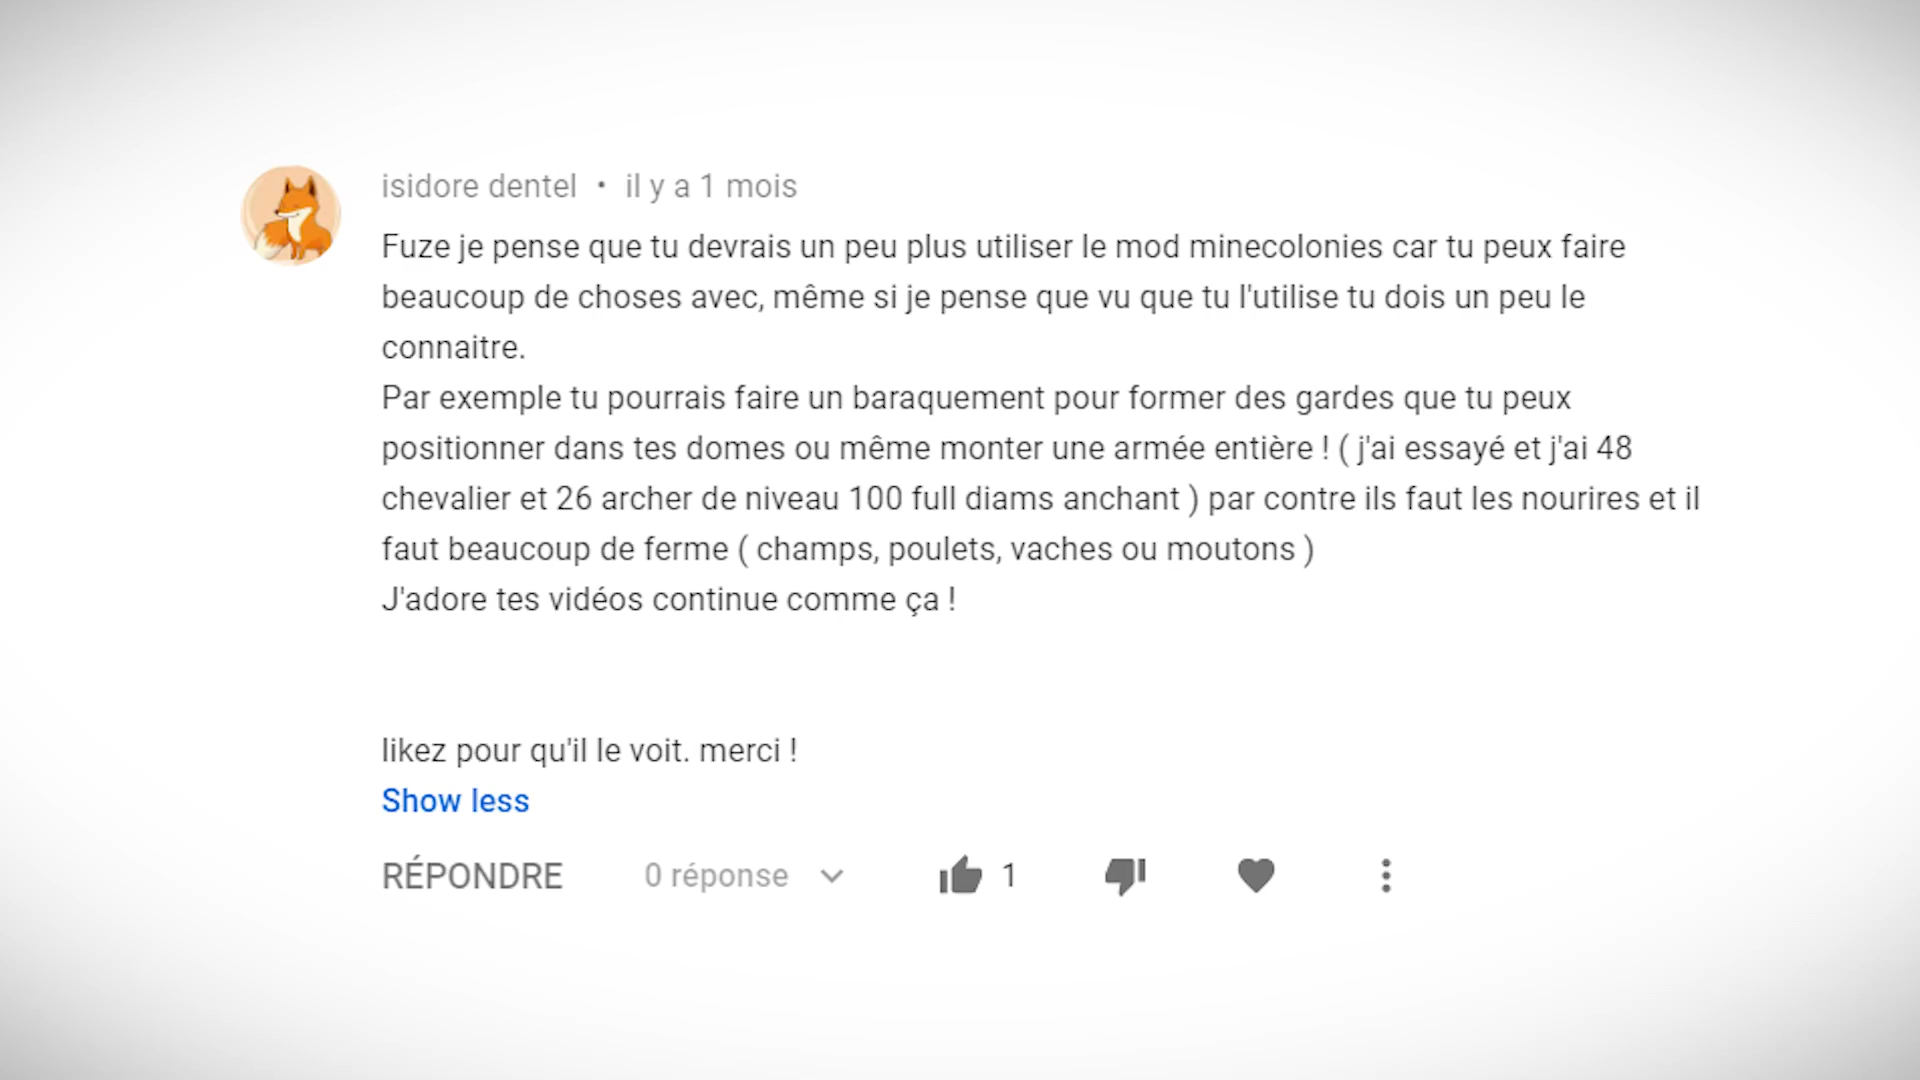 isidore dentel • il y a 1 mois
Fuze je pense que tu devrais un peu plus utiliser le mod minecolonies car tu peux faire
beaucoup de choses avec, même si je pense que vu que tu l'utilise tu dois un peu le
connaitre.
Par exemple tu pourrais faire un baraquement pour former des gardes que tu peux
positionner dans tes domes ou même monter une armée entière ! ( j'ai essayé et j'ai 48
chevalier et 26 archer de niveau 100 full diams anchant ) par contre ils faut les nourires et il
faut beaucoup de ferme ( champs, poulets, vaches ou moutons )
J'adore tes vidéos continue comme ça !
likez pour qu'il le voit. merci !
Show less
RÉPONDRE 0 réponse 1